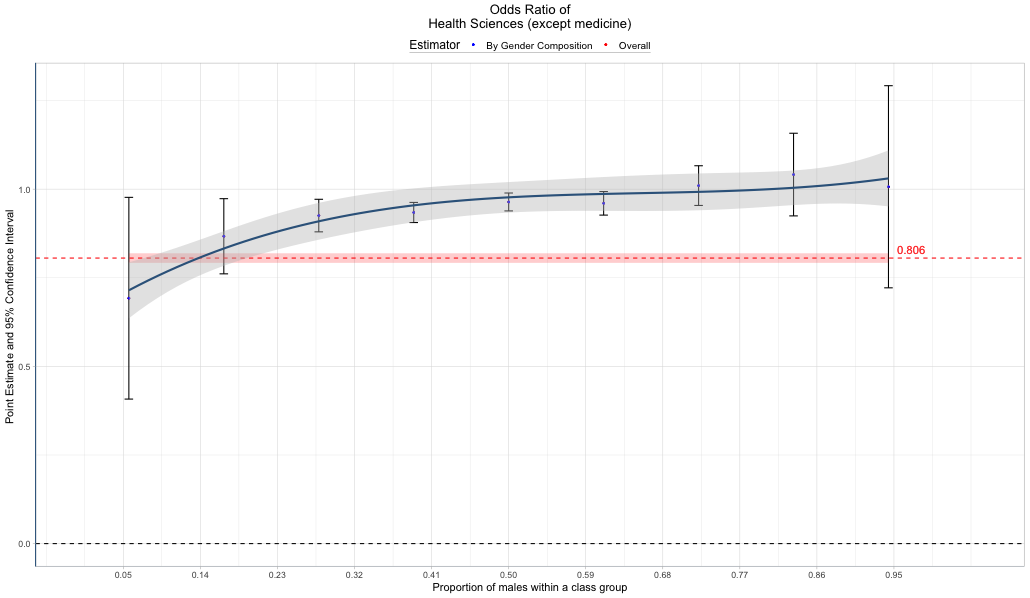 Odds Ratio of
Health Sciences (except medicine)
Estimator By Gender Composition Overall
Point Estimate and 95% Confidence Interval
1.0
0.5
0.0
0.806
0.05 0.14 0.23 0.32 0.41 0.50 0.59 0.68 0.77 0.86 0.95
Proportion of males within a class group